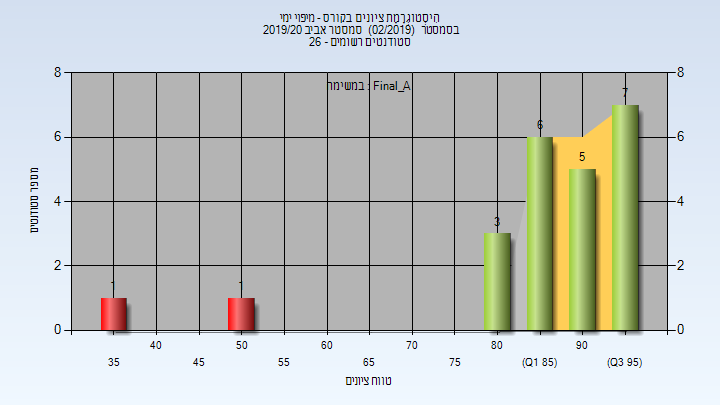 היסטוגרמת ציונים בקורס - מיפוי ימי
בסמסטר (02/2019) סמסטר אביב 2019/20
סטודנטים רשומים - 26
במשימה : Final_A
מספר סטודנטים
8 8
6 6
4 4
2 2
0 0
1 1 3 6 5 7
40 50 60 70 80 90
35 45 55 65 75 (Q1 85) (Q3 95)
טווח ציונים